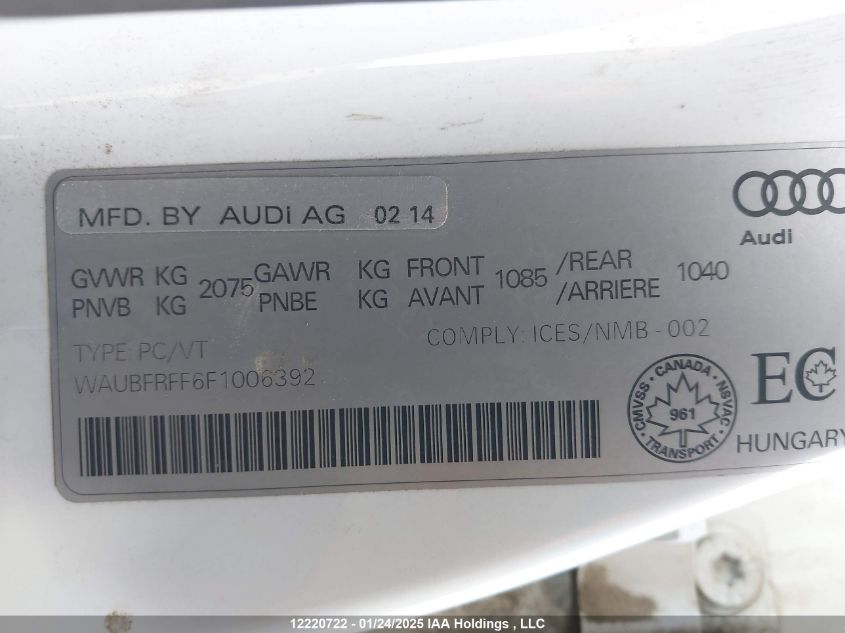 MFD. BY AUDI AG 02 14
Audi
GVWR KG 2075 GAWR KG FRONT 1085 /REAR 1040
PNVB KG PNBE KG AVANT /ARRIERE
TYPE: PC/VT
COMPLY: ICES/NMB - 002
WAUBFRFF6F1006392
CMVSS · CANADA · NSVAC · TRANSPORT ·
961
EC
HUNGARY
12220722 - 01/24/2025 IAA Holdings , LLC